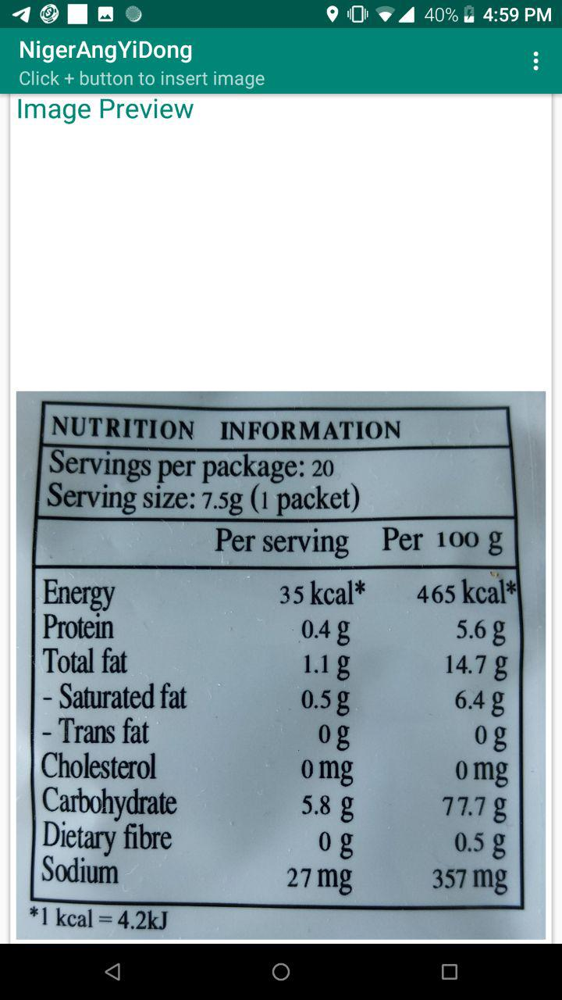 40% 4:59 PM
NigerAngYiDong
Click + button to insert image
Image Preview
NUTRITION INFORMATION
Servings per package: 20
Serving size: 7.5g (1 packet)
Per serving Per 100 g
Energy 35 kcal* 465 kcal*
Protein 0.4 g 5.6 g
Total fat 1.1 g 14.7 g
- Saturated fat 0.5 g 6.4 g
- Trans fat 0 g 0 g
Cholesterol 0 mg 0 mg
Carbohydrate 5.8 g 77.7 g
Dietary fibre 0 g 0.5 g
Sodium 27 mg 357 mg
*1 kcal = 4.2kJ